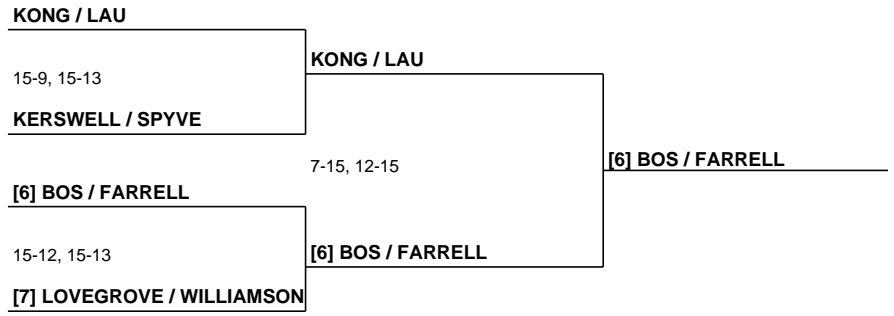 KONG / LAU
15-9, 15-13
KERSWELL / SPYVE
[6] BOS / FARRELL
15-12, 15-13
[7] LOVEGROVE / WILLIAMSON
KONG / LAU
7-15, 12-15
[6] BOS / FARRELL
[6] BOS / FARRELL